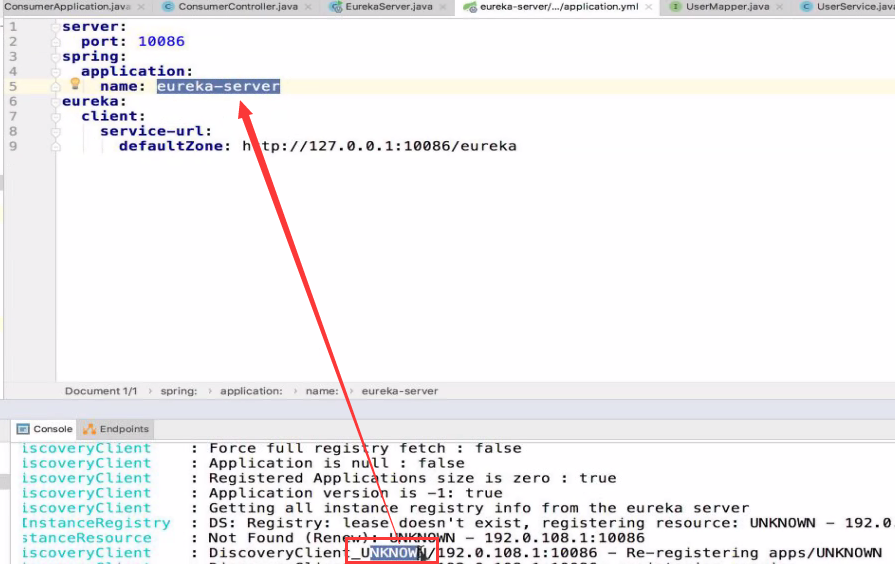 ConsumerApplication.java ConsumerController.java EurekaServer.java eureka-server/.../application.yml UserMapper.java UserService.java
1 server:
2 port: 10086
3 spring:
4 application:
5 name: eureka-server
6 eureka:
7 client:
8 service-url:
9 defaultZone: http://127.0.0.1:10086/eureka
Document 1/1 › spring: › application: › name: › eureka-server
Console Endpoints
iscoveryClient : Force full registry fetch : false
iscoveryClient : Application is null : false
iscoveryClient : Registered Applications size is zero : true
iscoveryClient : Application version is -1: true
iscoveryClient : Getting all instance registry info from the eureka server
InstanceRegistry : DS: Registry: lease doesn't exist, registering resource: UNKNOWN - 192.0
stanceResource : Not Found (Renew): UNKNOWN - 192.0.108.1:10086
iscoveryClient : DiscoveryClient_UNKNOWN/192.0.108.1:10086 - Re-registering apps/UNKNOWN